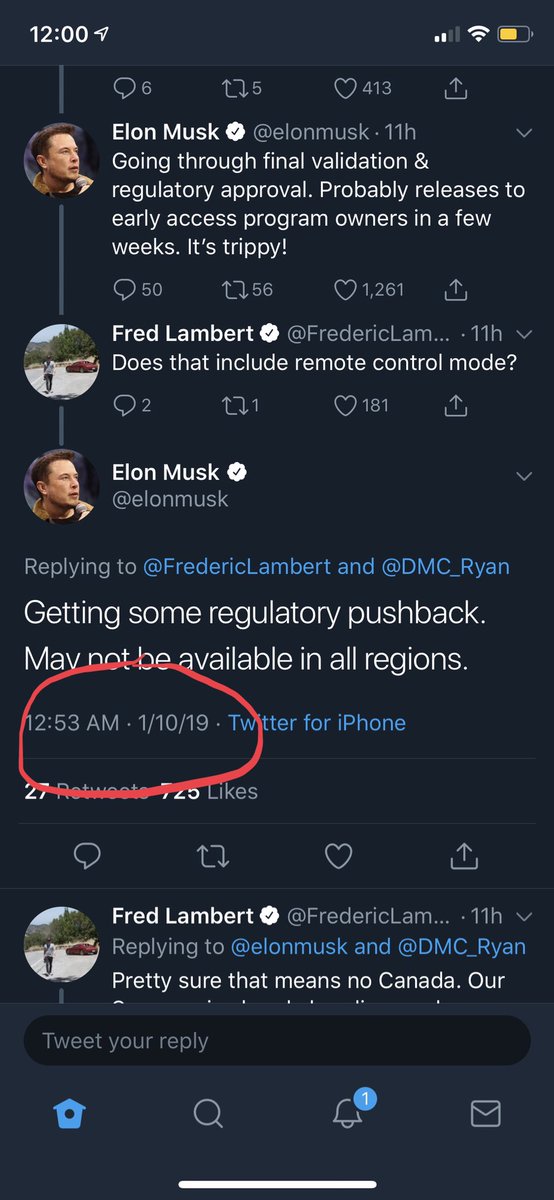 12:00
6 5 413
Elon Musk @elonmusk · 11h
Going through final validation &
regulatory approval. Probably releases to
early access program owners in a few
weeks. It's trippy!
50 56 1,261
Fred Lambert @FredericLam... · 11h
Does that include remote control mode?
2 1 181
Elon Musk
@elonmusk
Replying to @FredericLambert and @DMC_Ryan
Getting some regulatory pushback.
May not be available in all regions.
12:53 AM · 1/10/19 · Twitter for iPhone
27 Retweets 725 Likes
Fred Lambert @FredericLam... · 11h
Replying to @elonmusk and @DMC_Ryan
Pretty sure that means no Canada. Our
Tweet your reply
1